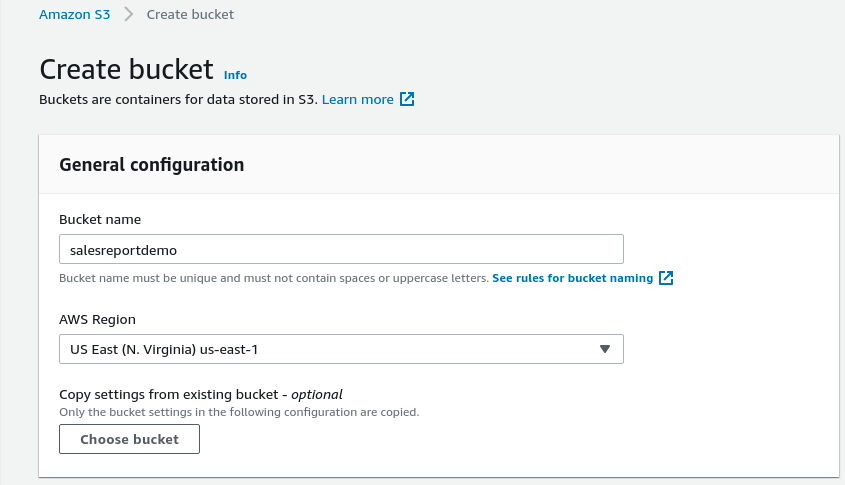 Amazon S3 > Create bucket
Create bucket Info
Buckets are containers for data stored in S3. Learn more
General configuration
Bucket name
salesreportdemo
Bucket name must be unique and must not contain spaces or uppercase letters. See rules for bucket naming
AWS Region
US East (N. Virginia) us-east-1
Copy settings from existing bucket - optional
Only the bucket settings in the following configuration are copied.
Choose bucket